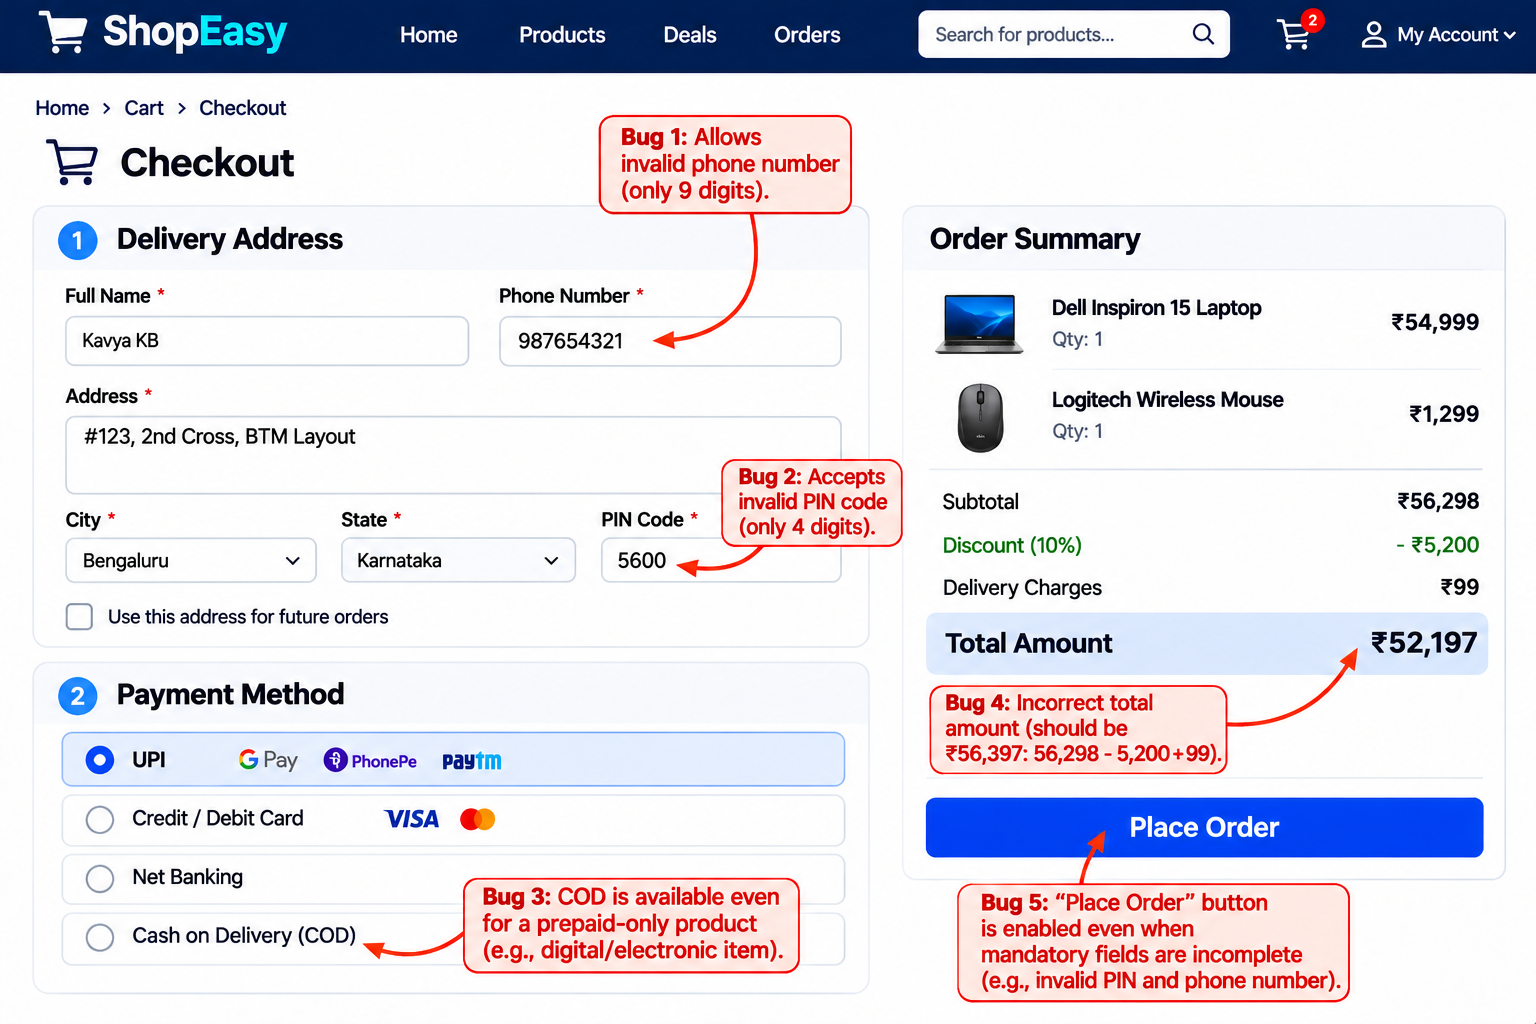 ShopEasy
Home Products Deals Orders
Search for products...
2
My Account
Home > Cart > Checkout
Checkout
Bug 1: Allows
invalid phone number
(only 9 digits).
1 Delivery Address
Full Name *
Kavya KB
Phone Number *
987654321
Address *
#123, 2nd Cross, BTM Layout
City *
Bengaluru
State *
Karnataka
PIN Code *
5600
Bug 2: Accepts
invalid PIN code
(only 4 digits).
Use this address for future orders
2 Payment Method
UPI G Pay PhonePe paytm
Credit / Debit Card VISA
Net Banking
Cash on Delivery (COD)
Bug 3: COD is available even
for a prepaid-only product
(e.g., digital/electronic item).
Order Summary
Dell Inspiron 15 Laptop
Qty: 1
₹54,999
Logitech Wireless Mouse
Qty: 1
₹1,299
Subtotal ₹56,298
Discount (10%) - ₹5,200
Delivery Charges ₹99
Total Amount ₹52,197
Bug 4: Incorrect total
amount (should be
₹56,397: 56,298 - 5,200+99).
Place Order
Bug 5: “Place Order” button
is enabled even when
mandatory fields are incomplete
(e.g., invalid PIN and phone number).